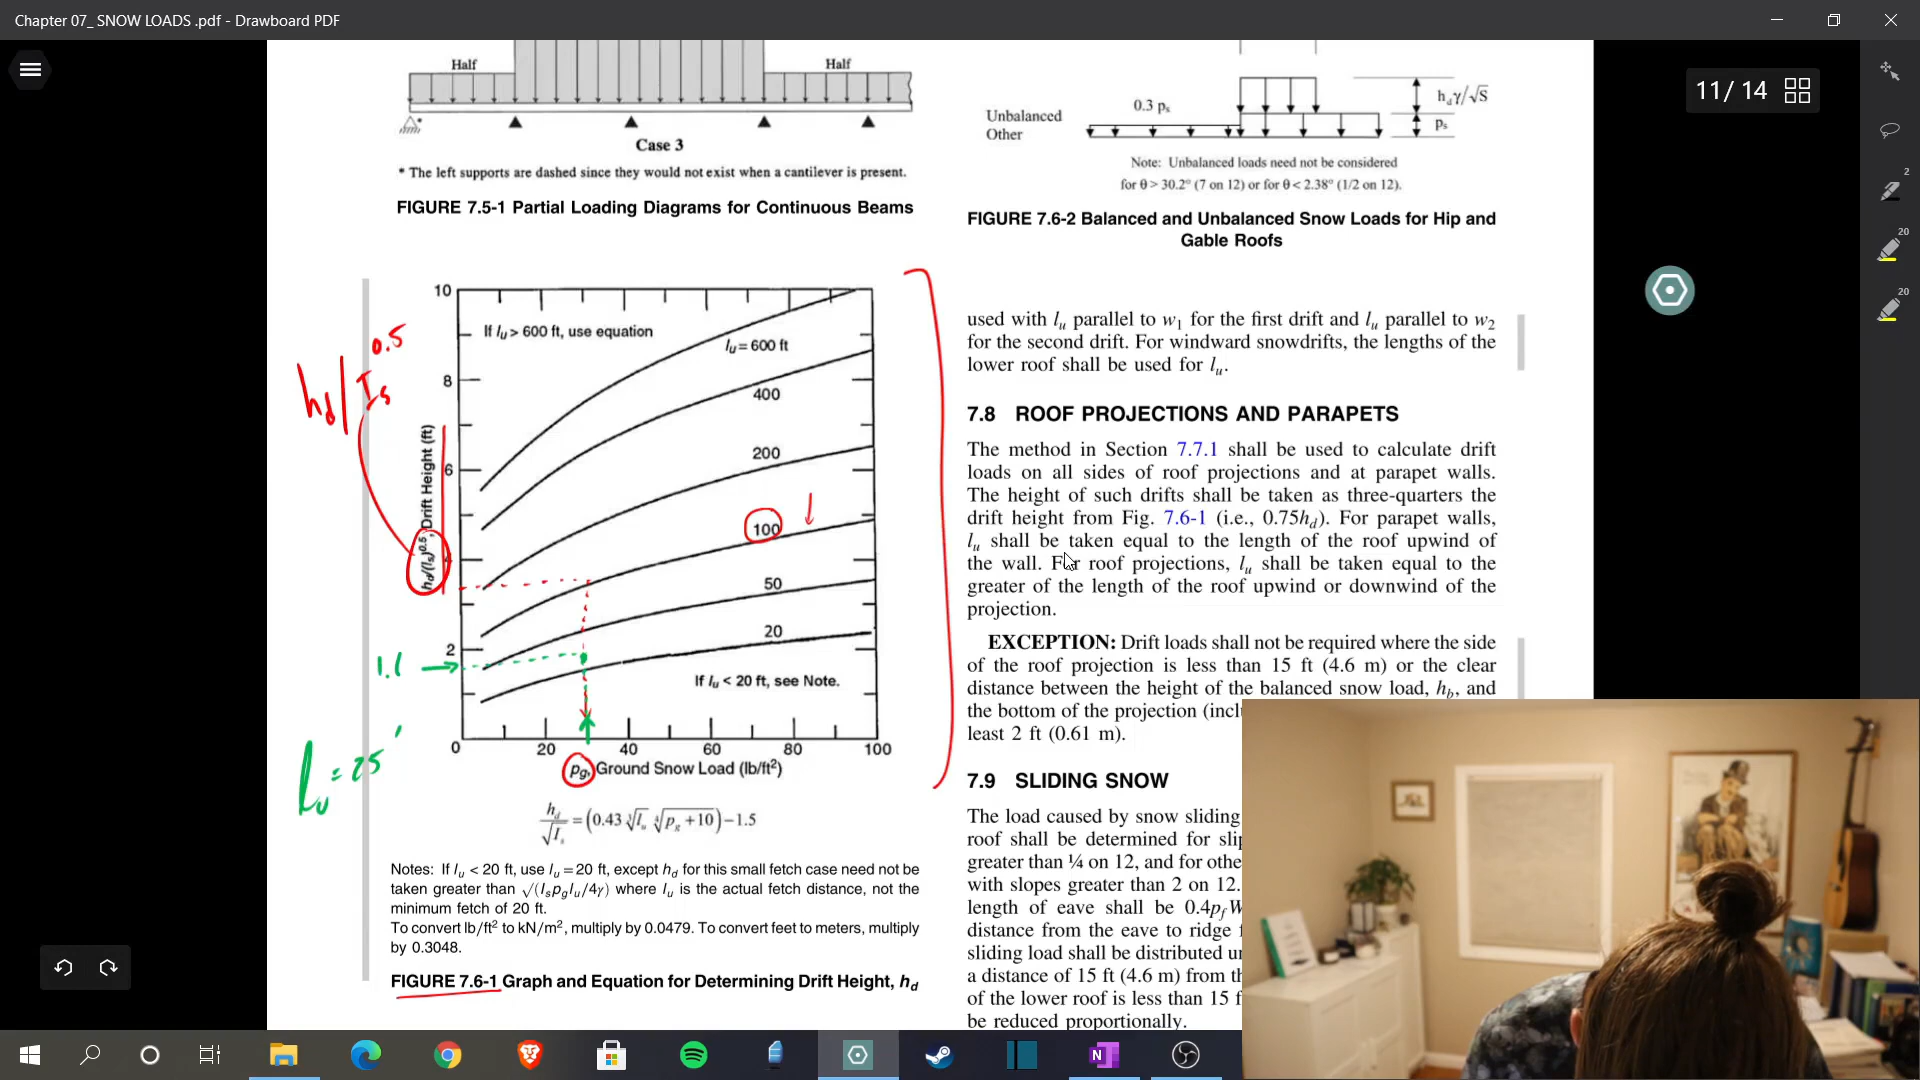 Chapter 07_ SNOW LOADS .pdf - Drawboard PDF
11 / 14
2
20
20
Half
Half
*
Case 3
* The left supports are dashed since they would not exist when a cantilever is present.
FIGURE 7.5-1 Partial Loading Diagrams for Continuous Beams
Unbalanced
Other
0.3 pₛ
h_dγ/√S
pₛ
Note: Unbalanced loads need not be considered
for θ > 30.2° (7 on 12) or for θ < 2.38° (1/2 on 12).
FIGURE 7.6-2 Balanced and Unbalanced Snow Loads for Hip and
Gable Roofs
10
8
6
4
2
0
20
40
60
80
100
If lᵤ > 600 ft, use equation
lᵤ = 600 ft
400
200
100
50
20
If lᵤ < 20 ft, see Note.
h_d/(Iₛ)^0.5, Drift Height (ft)
p_g, Ground Snow Load (lb/ft²)
h_d/Iₛ^0.5
1.6
lᵤ = 25'
h_d/√Iₛ = (0.43 ∛lᵤ ∜(p_g + 10)) − 1.5
Notes: If lᵤ < 20 ft, use lᵤ = 20 ft, except h_d for this small fetch case need not be
taken greater than √(Iₛp_glᵤ/4γ) where lᵤ is the actual fetch distance, not the
minimum fetch of 20 ft.
To convert lb/ft² to kN/m², multiply by 0.0479. To convert feet to meters, multiply
by 0.3048.
FIGURE 7.6-1 Graph and Equation for Determining Drift Height, h_d
used with lᵤ parallel to w₁ for the first drift and lᵤ parallel to w₂
for the second drift. For windward snowdrifts, the lengths of the
lower roof shall be used for lᵤ.
7.8 ROOF PROJECTIONS AND PARAPETS
The method in Section 7.7.1 shall be used to calculate drift
loads on all sides of roof projections and at parapet walls.
The height of such drifts shall be taken as three-quarters the
drift height from Fig. 7.6-1 (i.e., 0.75h_d). For parapet walls,
lᵤ shall be taken equal to the length of the roof upwind of
the wall. For roof projections, lᵤ shall be taken equal to the
greater of the length of the roof upwind or downwind of the
projection.
EXCEPTION: Drift loads shall not be required where the side
of the roof projection is less than 15 ft (4.6 m) or the clear
distance between the height of the balanced snow load, h_b, and
the bottom of the projection (incl
least 2 ft (0.61 m).
7.9 SLIDING SNOW
The load caused by snow sliding
roof shall be determined for slip
greater than ¼ on 12, and for othe
with slopes greater than 2 on 12.
length of eave shall be 0.4p_fW
distance from the eave to ridge f
sliding load shall be distributed un
a distance of 15 ft (4.6 m) from th
of the lower roof is less than 15 f
be reduced proportionally.